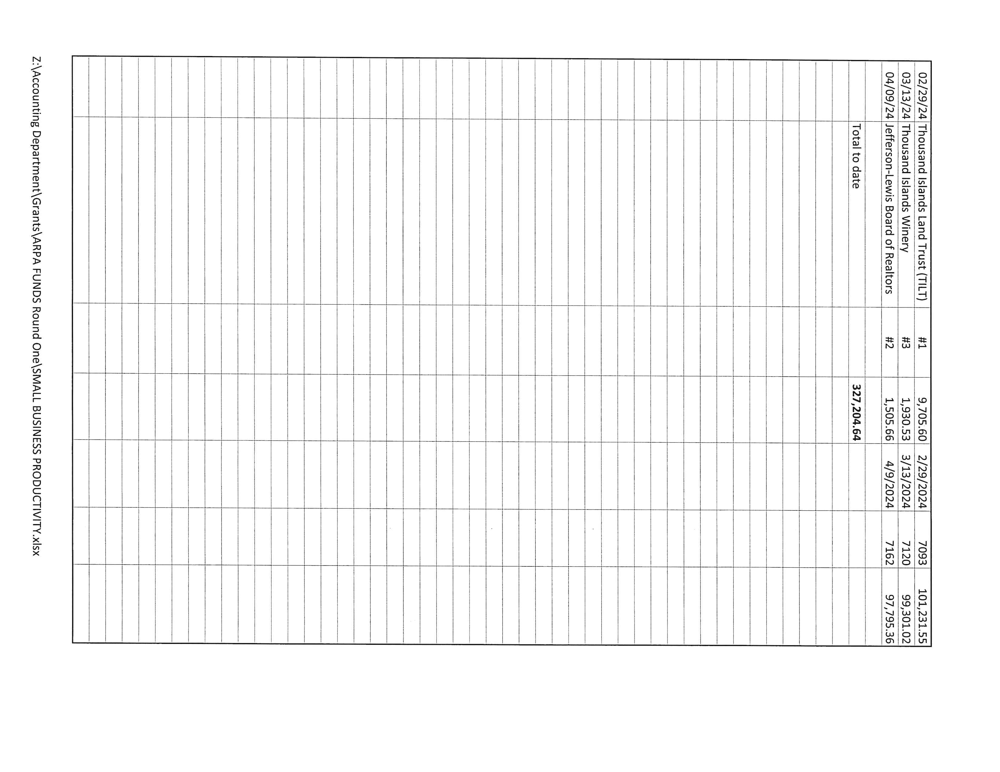 02/29/24 Thousand Islands Land Trust (TILT) #1 9,705.60 2/29/2024 7093 101,231.55
03/13/24 Thousand Islands Winery #3 1,930.53 3/13/2024 7120 99,301.02
04/09/24 Jefferson-Lewis Board of Realtors #2 1,505.66 4/9/2024 7162 97,795.36
Total to date 327,204.64
Z:\Accounting Department\Grants\ARPA FUNDS Round One\SMALL BUSINESS PRODUCTIVITY.xlsx